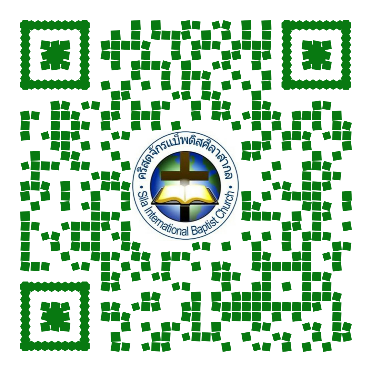 คริสตจักรแบ๊พติสศิลาสากล
• Sila International Baptist Church •